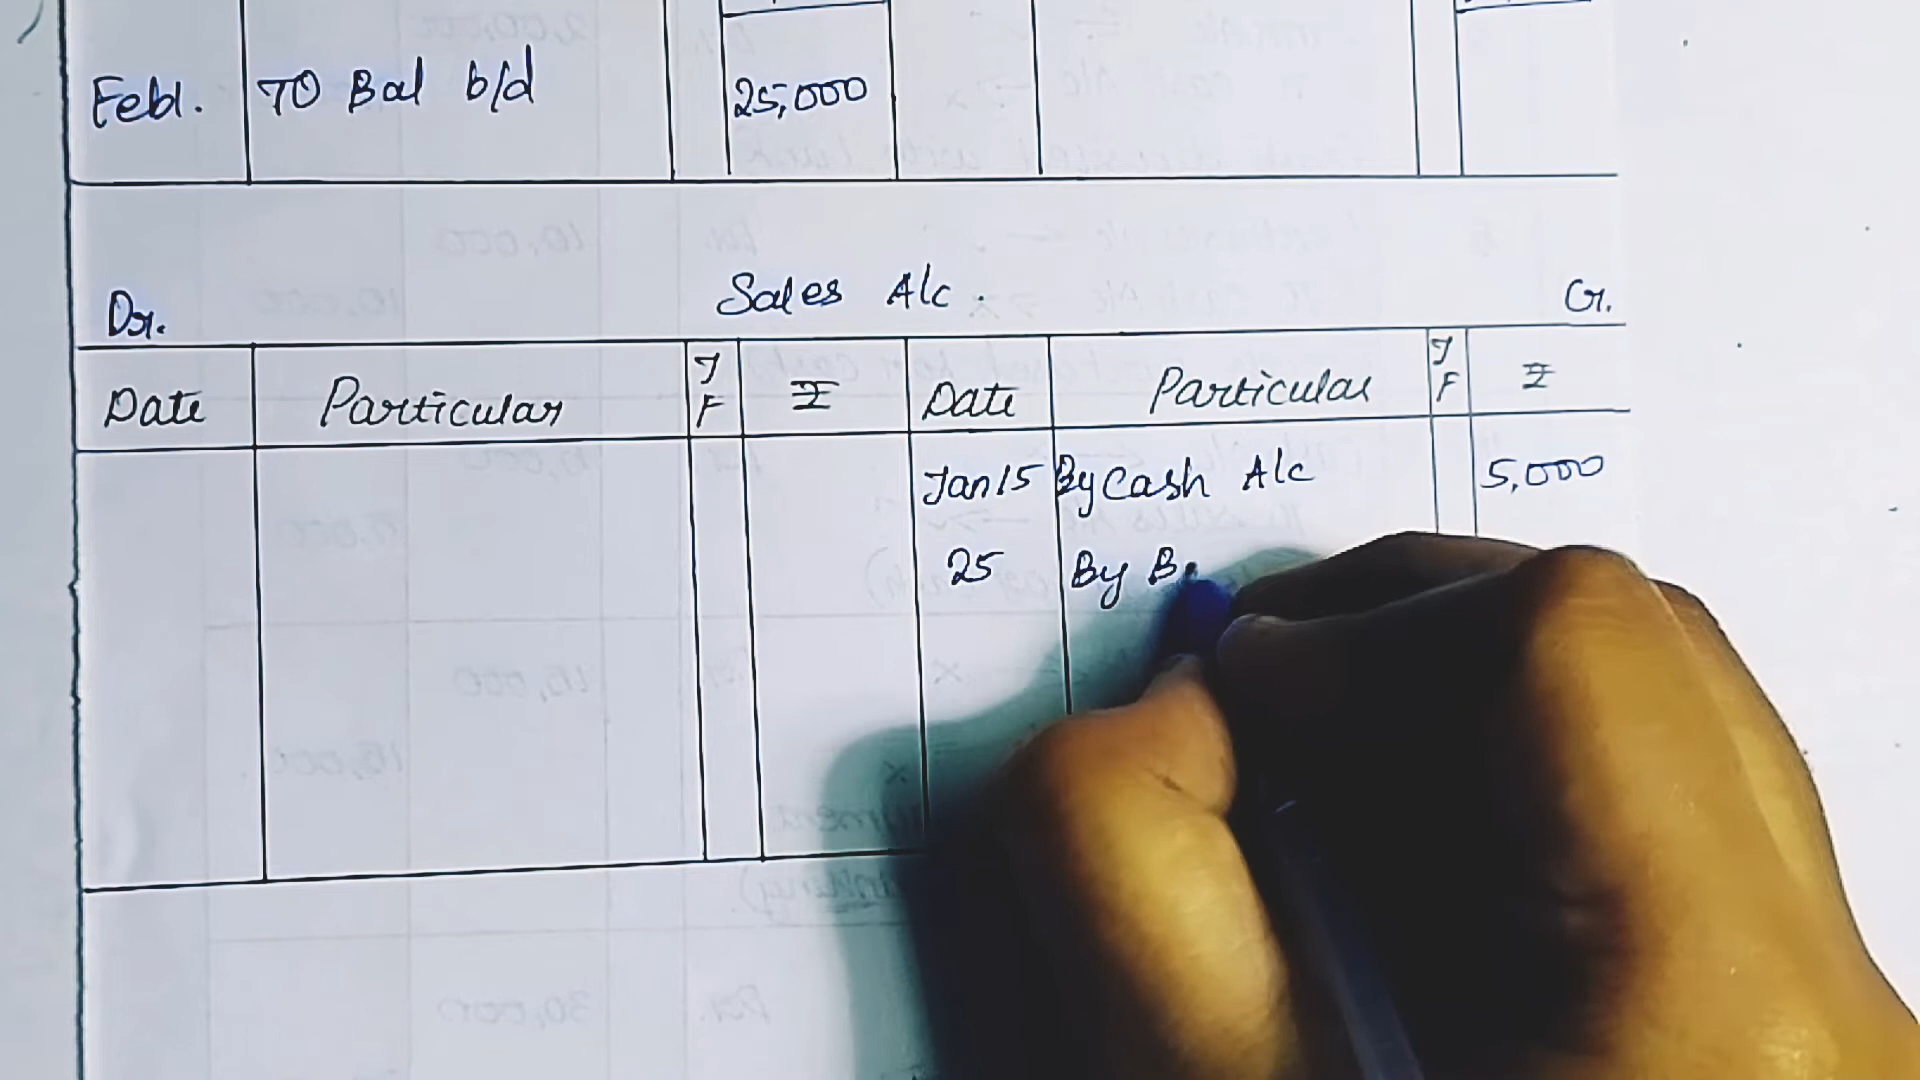 Feb1. TO Bal b/d 25,000
Dr. Sales A/c. Cr.
Date Particular J F ₹ Date Particular J F ₹
Jan 15 By Cash A/c 5,000
25 By B